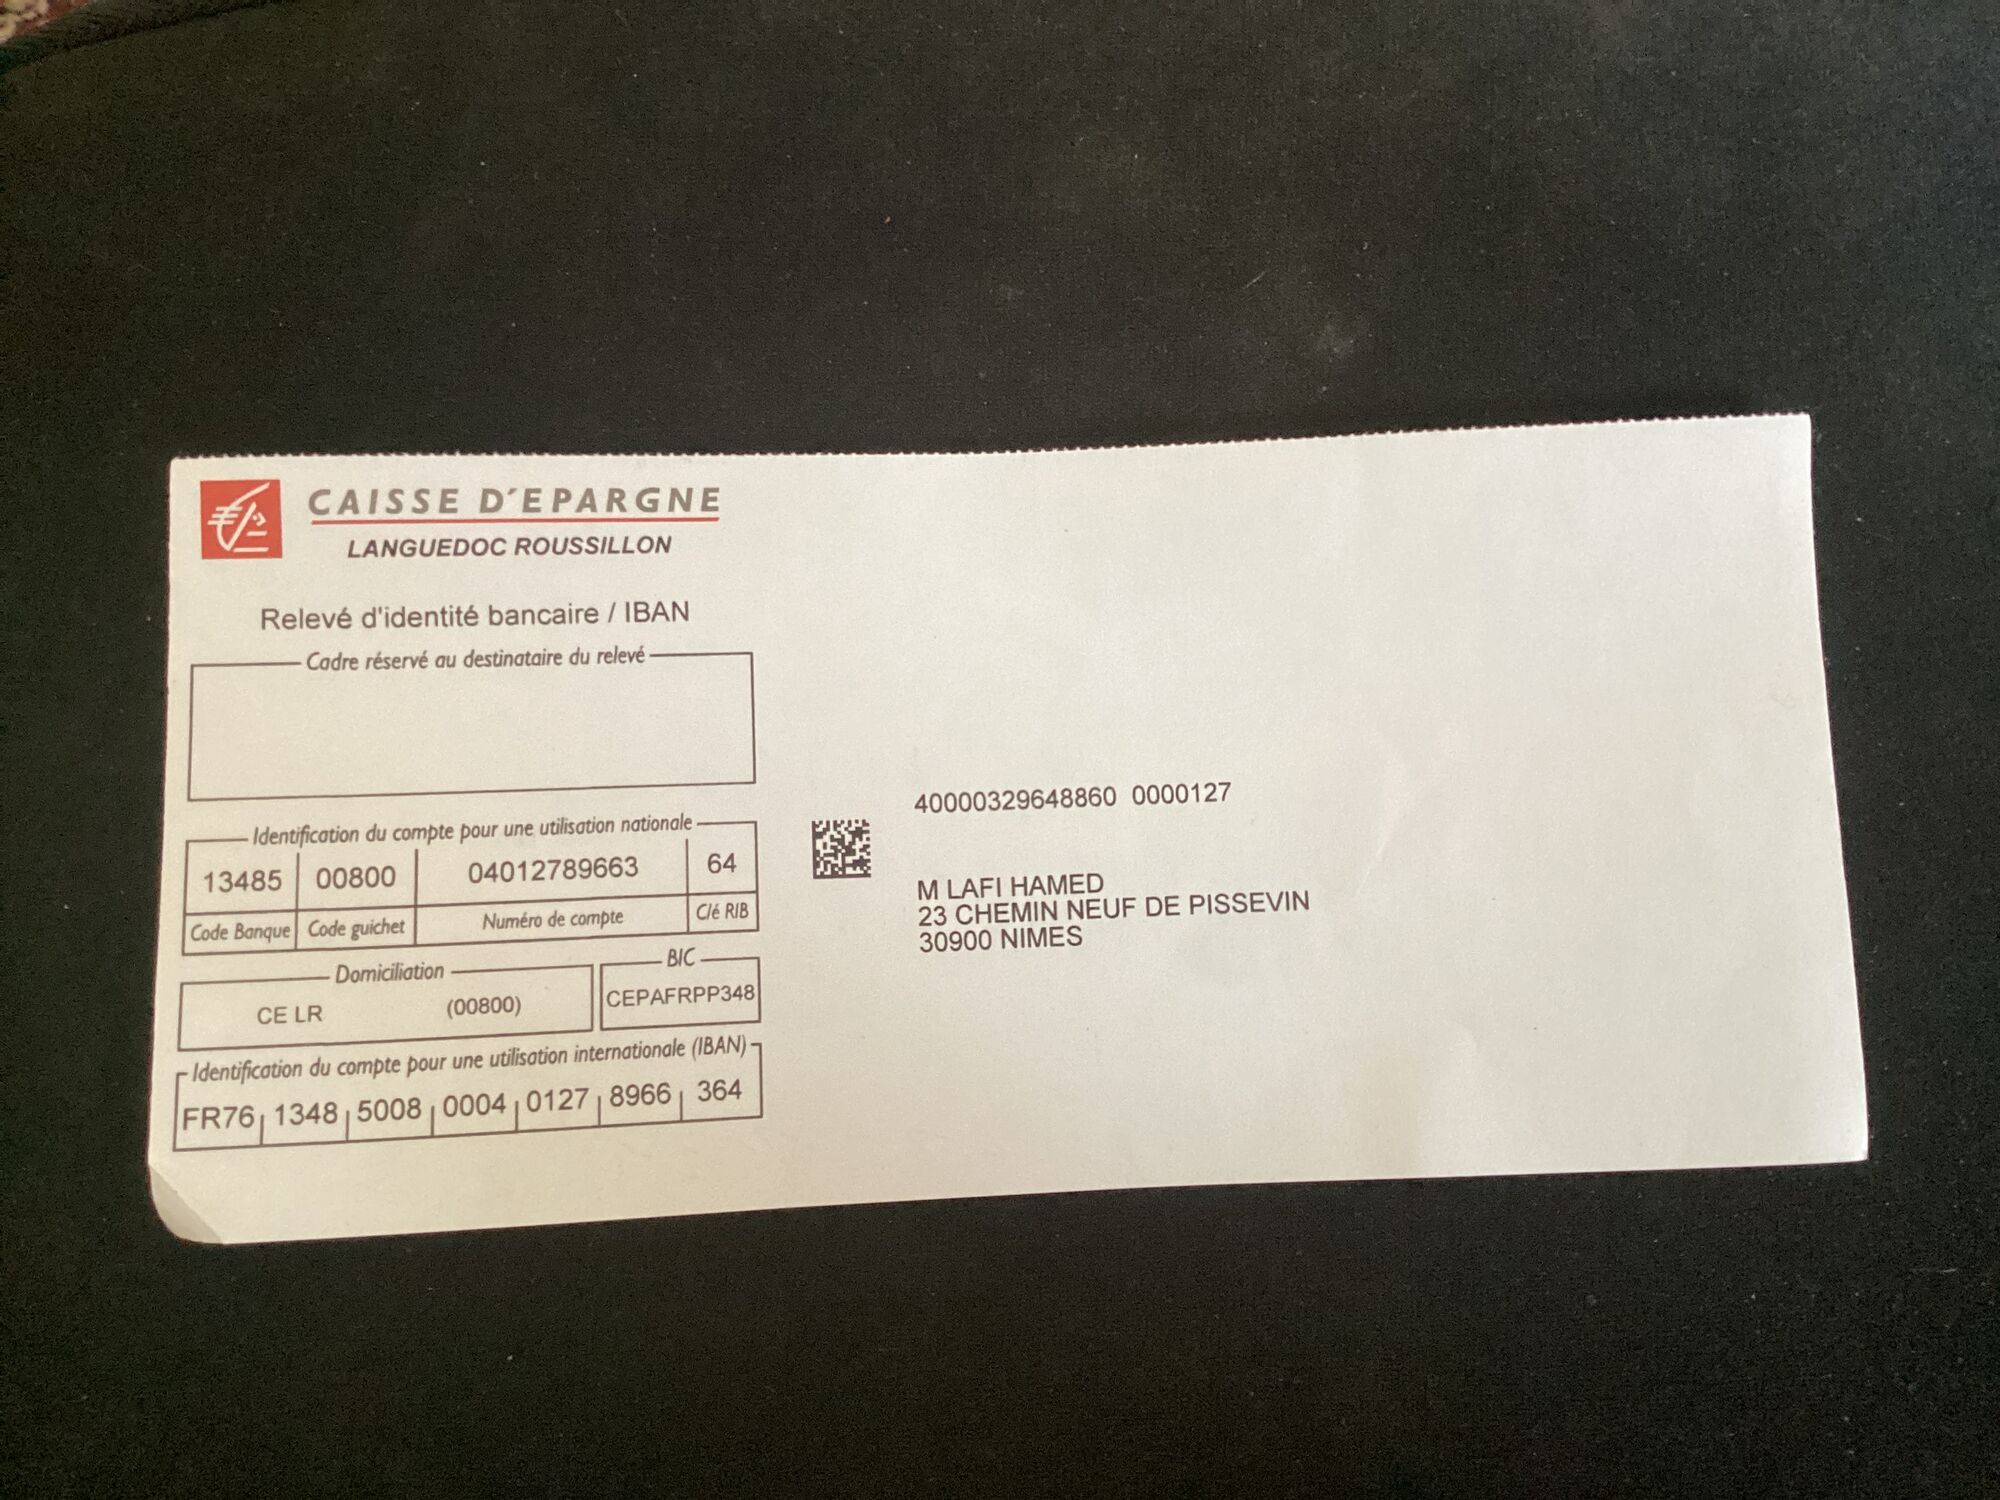 CAISSE D'EPARGNE
LANGUEDOC ROUSSILLON
Relevé d'identité bancaire / IBAN
Cadre réservé au destinataire du relevé
Identification du compte pour une utilisation nationale
13485 00800 04012789663 64
Code Banque Code guichet Numéro de compte Clé RIB
Domiciliation BIC
CE LR (00800) CEPAFRPP348
Identification du compte pour une utilisation internationale (IBAN)
FR76 1348 5008 0004 0127 8966 364
40000329648860 0000127
M LAFI HAMED
23 CHEMIN NEUF DE PISSEVIN
30900 NIMES